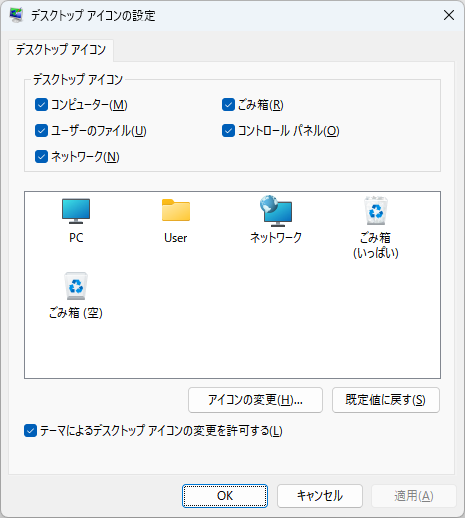 デスクトップ アイコンの設定
デスクトップ アイコン
デスクトップ アイコン
コンピューター(M)
ごみ箱(R)
ユーザーのファイル(U)
コントロール パネル(O)
ネットワーク(N)
PC
User
ネットワーク
ごみ箱
(いっぱい)
ごみ箱 (空)
アイコンの変更(H)...
既定値に戻す(S)
テーマによるデスクトップ アイコンの変更を許可する(L)
OK
キャンセル
適用(A)